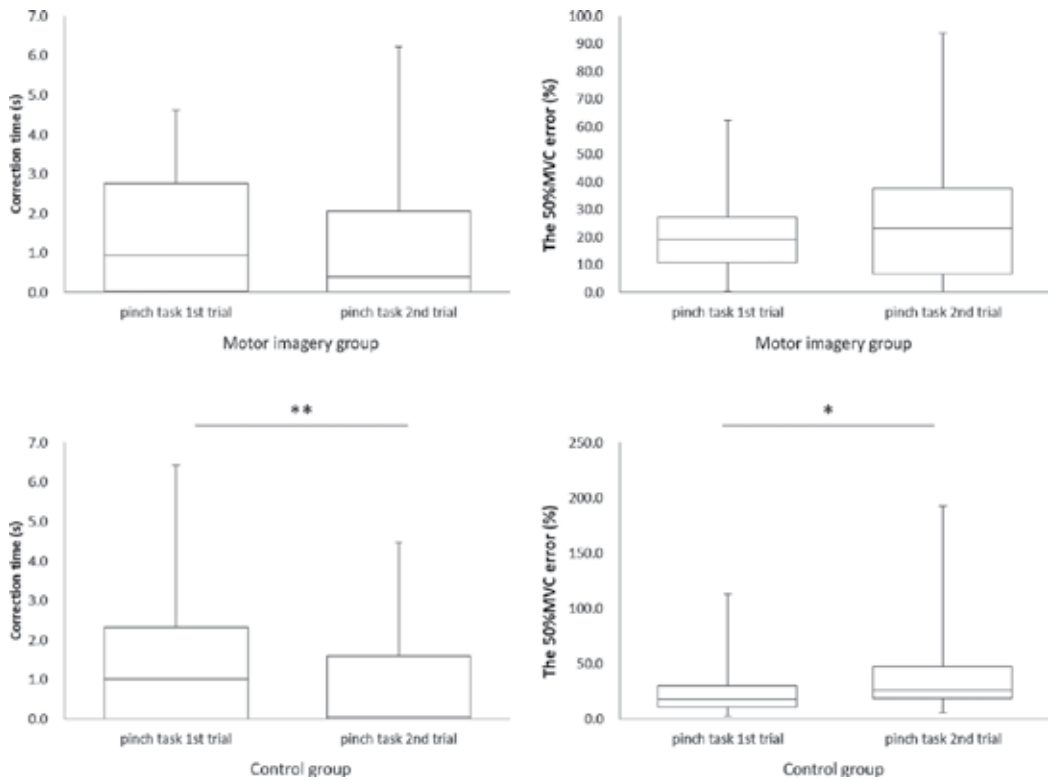 Correction time (s)
7.0
6.0
5.0
4.0
3.0
2.0
1.0
0.0
pinch task 1st trial pinch task 2nd trial
Motor imagery group
The 50%MVC error (%)
100.0
90.0
80.0
70.0
60.0
50.0
40.0
30.0
20.0
10.0
0.0
pinch task 1st trial pinch task 2nd trial
Motor imagery group
**
Correction time (s)
7.0
6.0
5.0
4.0
3.0
2.0
1.0
0.0
pinch task 1st trial pinch task 2nd trial
Control group
*
The 50%MVC error (%)
250.0
200.0
150.0
100.0
50.0
0.0
pinch task 1st trial pinch task 2nd trial
Control group